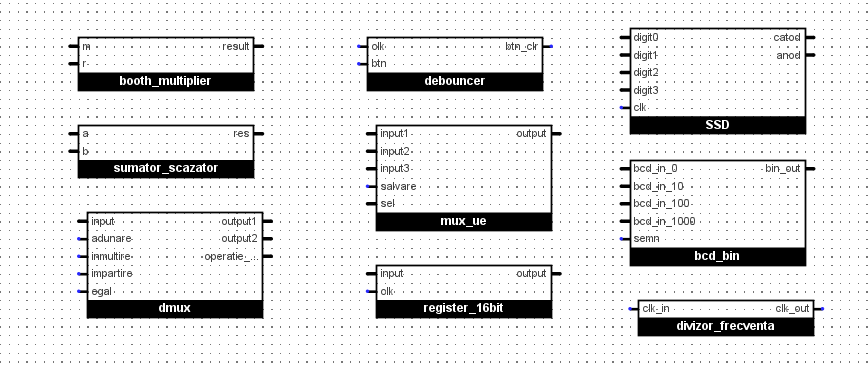 m result
r
booth_multiplier
clk btn_clr
btn
debouncer
digit0 catod
digit1 anod
digit2
digit3
clk
SSD
a res
b
sumator_scazator
input1 output
input2
input3
salvare
sel
mux_ue
bcd_in_0 bin_out
bcd_in_10
bcd_in_100
bcd_in_1000
semn
bcd_bin
input output1
adunare output2
inmultire operatie_...
impartire
egal
dmux
input output
clk
register_16bit
clk_in clk_out
divizor_frecventa